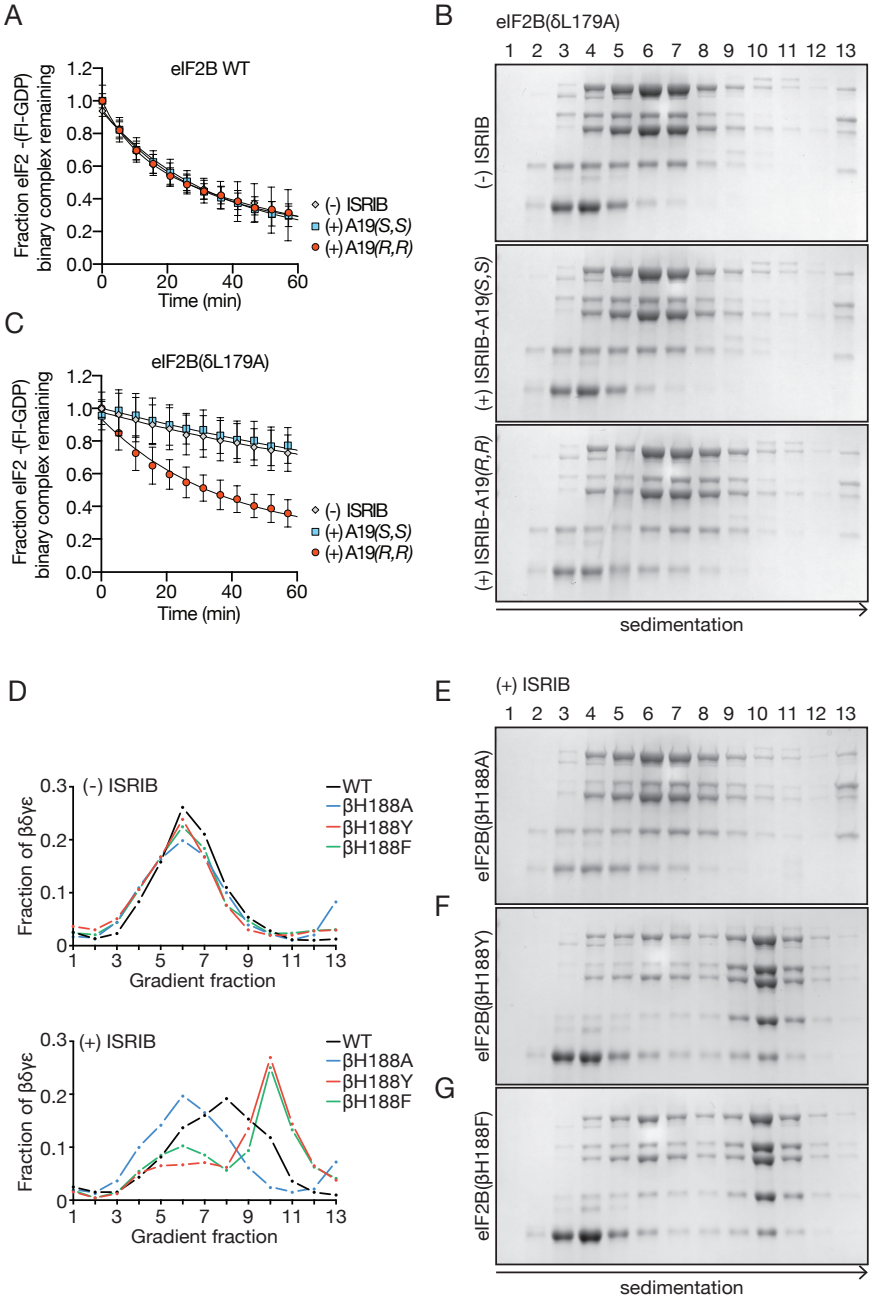 A
eIF2B WT
Fraction eIF2 -(Fl-GDP)
binary complex remaining
1.2
1.0
0.8
0.6
0.4
0.2
0.0
0 20 40 60
Time (min)
(-) ISRIB
(+) A19(S,S)
(+) A19(R,R)
B
eIF2B(δL179A)
1 2 3 4 5 6 7 8 9 10 11 12 13
(-) ISRIB
(+) ISRIB-A19(S,S)
(+) ISRIB-A19(R,R)
sedimentation
C
eIF2B(δL179A)
Fraction eIF2 -(Fl-GDP)
binary complex remaining
1.2
1.0
0.8
0.6
0.4
0.2
0.0
0 20 40 60
Time (min)
(-) ISRIB
(+) A19(S,S)
(+) A19(R,R)
D
(-) ISRIB
Fraction of βδγε
0.3
0.2
0.1
0
1 3 5 7 9 11 13
Gradient fraction
WT
βH188A
βH188Y
βH188F
(+) ISRIB
Fraction of βδγε
0.3
0.2
0.1
0
1 3 5 7 9 11 13
Gradient fraction
WT
βH188A
βH188Y
βH188F
E
(+) ISRIB
1 2 3 4 5 6 7 8 9 10 11 12 13
eIF2B(βH188A)
F
eIF2B(βH188Y)
G
eIF2B(βH188F)
sedimentation